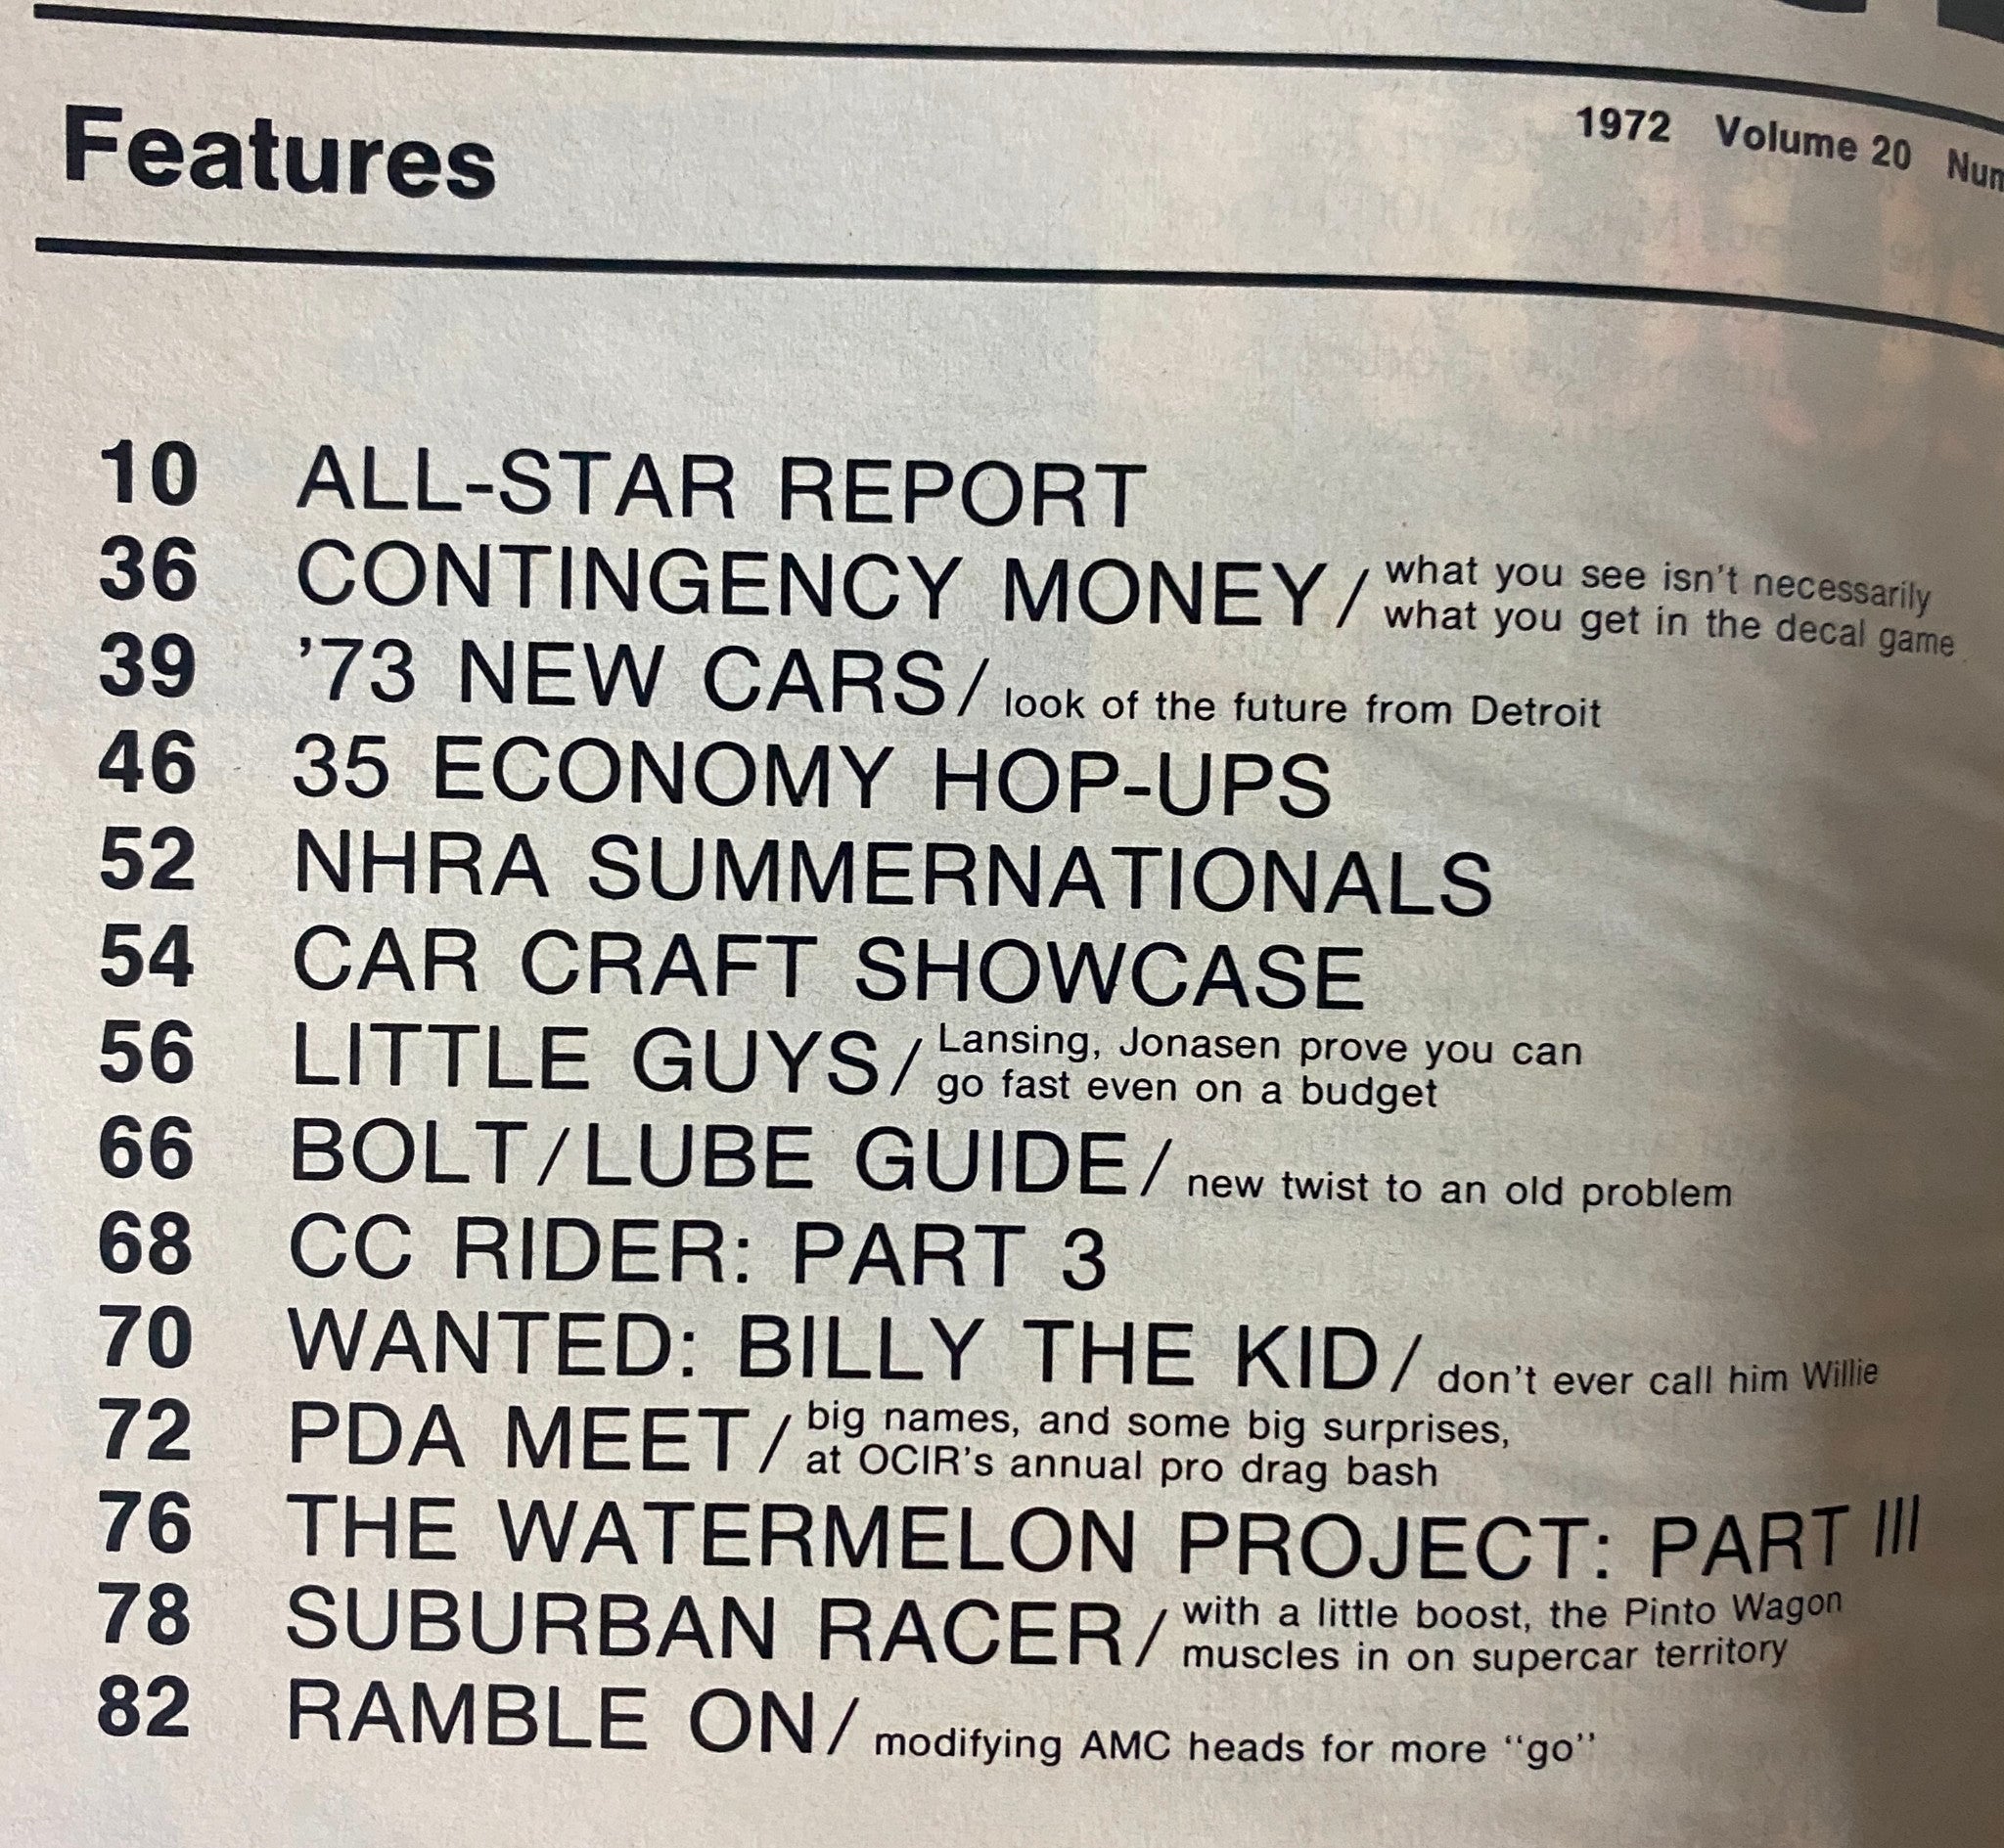 Features
1972 Volume 20
10 ALL-STAR REPORT
36 CONTINGENCY MONEY/ what you see isn't necessarily
what you get in the decal game
39 '73 NEW CARS/ look of the future from Detroit
46 35 ECONOMY HOP-UPS
52 NHRA SUMMERNATIONALS
54 CAR CRAFT SHOWCASE
56 LITTLE GUYS/ Lansing, Jonasen prove you can
go fast even on a budget
66 BOLT/LUBE GUIDE/ new twist to an old problem
68 CC RIDER: PART 3
70 WANTED: BILLY THE KID/ don't ever call him Willie
72 PDA MEET/ big names, and some big surprises,
at OCIR's annual pro drag bash
76 THE WATERMELON PROJECT: PART III
78 SUBURBAN RACER/ with a little boost, the Pinto Wagon
muscles in on supercar territory
82 RAMBLE ON/ modifying AMC heads for more "go"